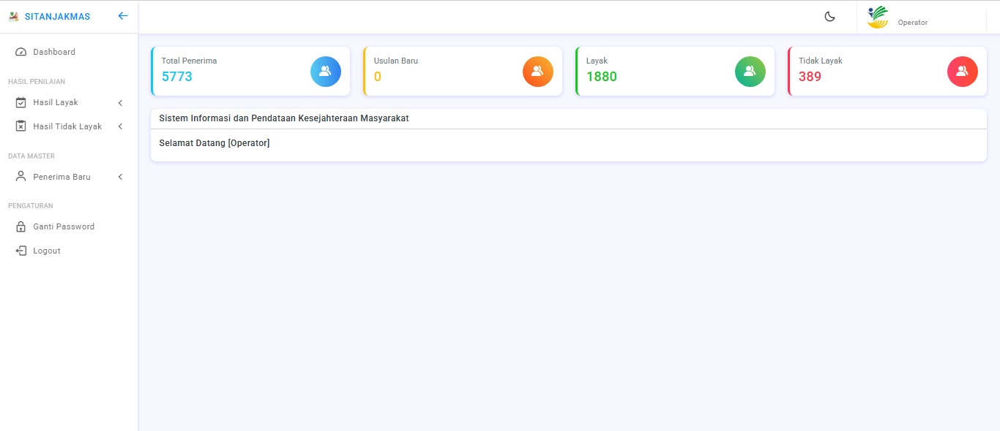 SITANJAKMAS
Dashboard
HASIL PENILAIAN
Hasil Layak
Hasil Tidak Layak
DATA MASTER
Penerima Baru
PENGATURAN
Ganti Password
Logout
Operator
Total Penerima
5773
Usulan Baru
0
Layak
1880
Tidak Layak
389
Sistem Informasi dan Pendataan Kesejahteraan Masyarakat
Selamat Datang [Operator]